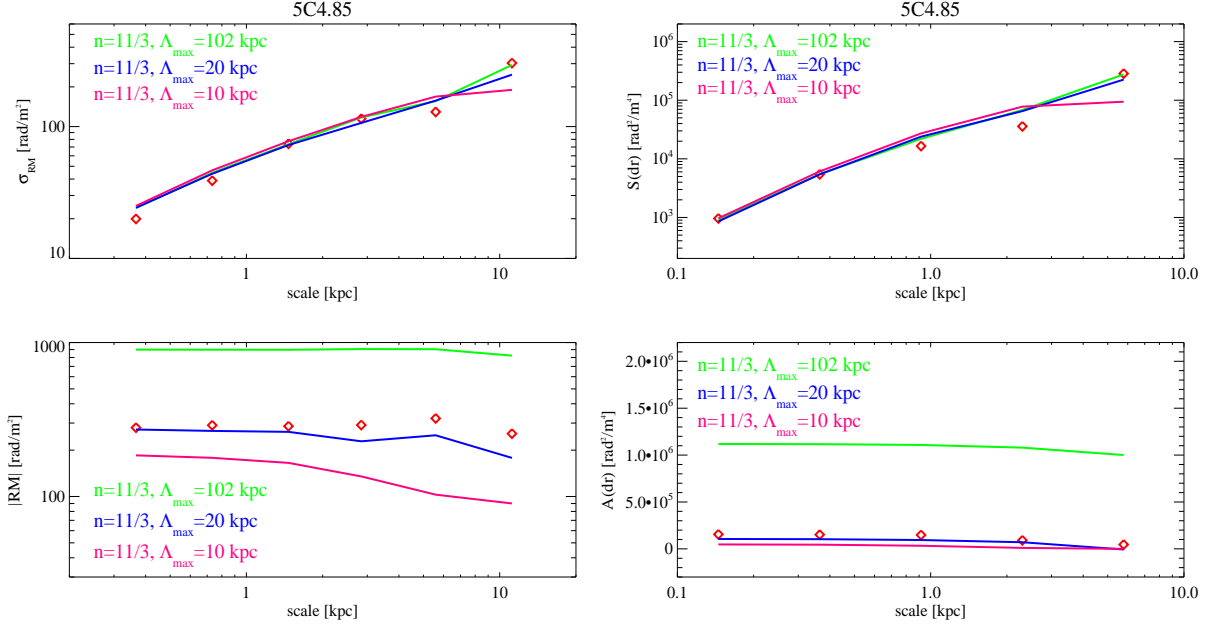 5C4.85
n=11/3, Λmax=102 kpc
n=11/3, Λmax=20 kpc
n=11/3, Λmax=10 kpc
100
10
σRM [rad/m²]
1
10
scale [kpc]
5C4.85
n=11/3, Λmax=102 kpc
n=11/3, Λmax=20 kpc
n=11/3, Λmax=10 kpc
10⁶
10⁵
10⁴
10³
S(dr) [rad²/m⁴]
0.1
1.0
10.0
scale [kpc]
1000
100
|RM| [rad/m²]
n=11/3, Λmax=102 kpc
n=11/3, Λmax=20 kpc
n=11/3, Λmax=10 kpc
1
10
scale [kpc]
n=11/3, Λmax=102 kpc
n=11/3, Λmax=20 kpc
n=11/3, Λmax=10 kpc
2.0•10⁶
1.5•10⁶
1.0•10⁶
5.0•10⁵
0
A(dr) [rad²/m⁴]
0.1
1.0
10.0
scale [kpc]